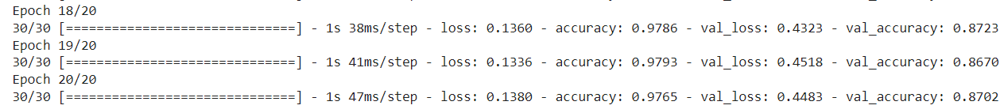 Epoch 18/20
30/30 [==============================] - 1s 38ms/step - loss: 0.1360 - accuracy: 0.9786 - val_loss: 0.4323 - val_accuracy: 0.8723
Epoch 19/20
30/30 [==============================] - 1s 41ms/step - loss: 0.1336 - accuracy: 0.9793 - val_loss: 0.4518 - val_accuracy: 0.8670
Epoch 20/20
30/30 [==============================] - 1s 47ms/step - loss: 0.1380 - accuracy: 0.9765 - val_loss: 0.4483 - val_accuracy: 0.8702